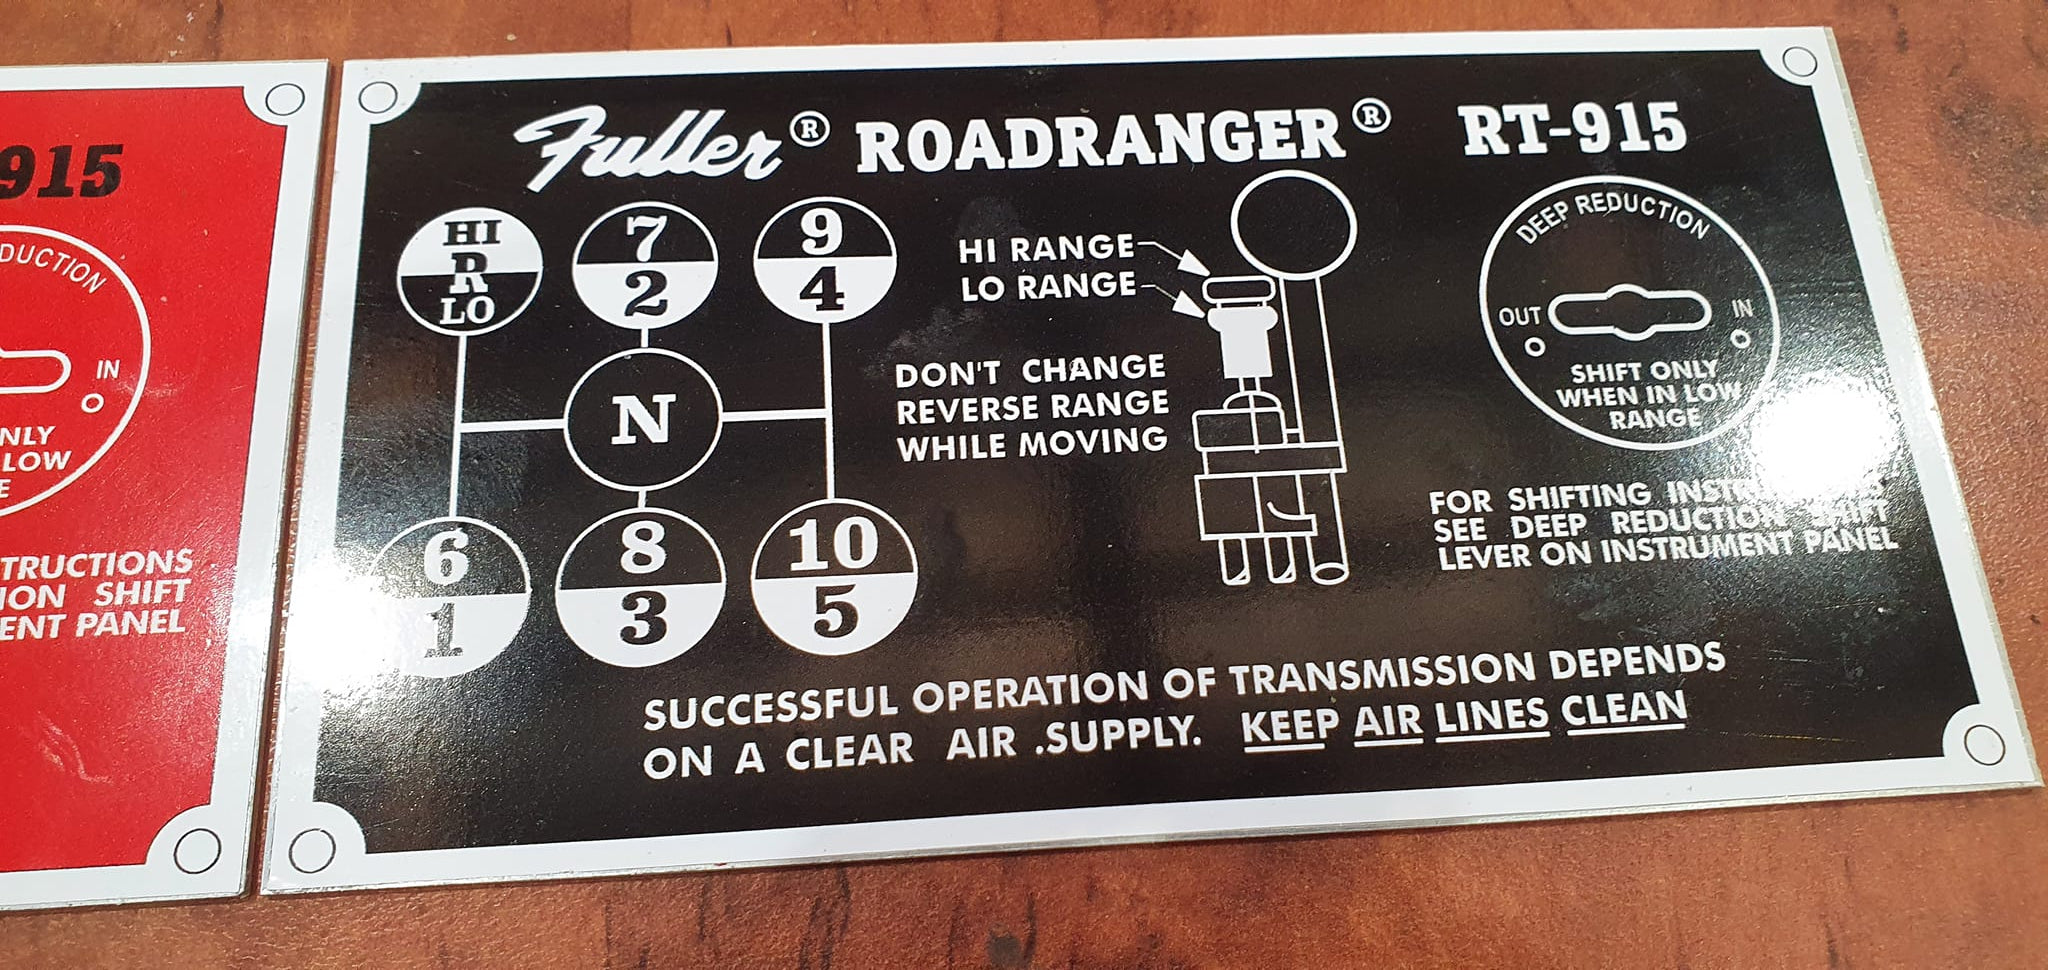 915
DUCTION
IN
NLY
LOW
E
TRUCTIONS
ION SHIFT
ENT PANEL
Fuller® ROADRANGER® RT-915
HI
R
LO
7
2
9
4
N
6
1
8
3
10
5
HI RANGE
LO RANGE
DON'T CHANGE
REVERSE RANGE
WHILE MOVING
DEEP REDUCTION
OUT
IN
SHIFT ONLY
WHEN IN LOW
RANGE
FOR SHIFTING
SEE DEEP REDUCTION SHIFT
LEVER ON INSTRUMENT PANEL
SUCCESSFUL OPERATION OF TRANSMISSION DEPENDS
ON A CLEAR AIR .SUPPLY. KEEP AIR LINES CLEAN